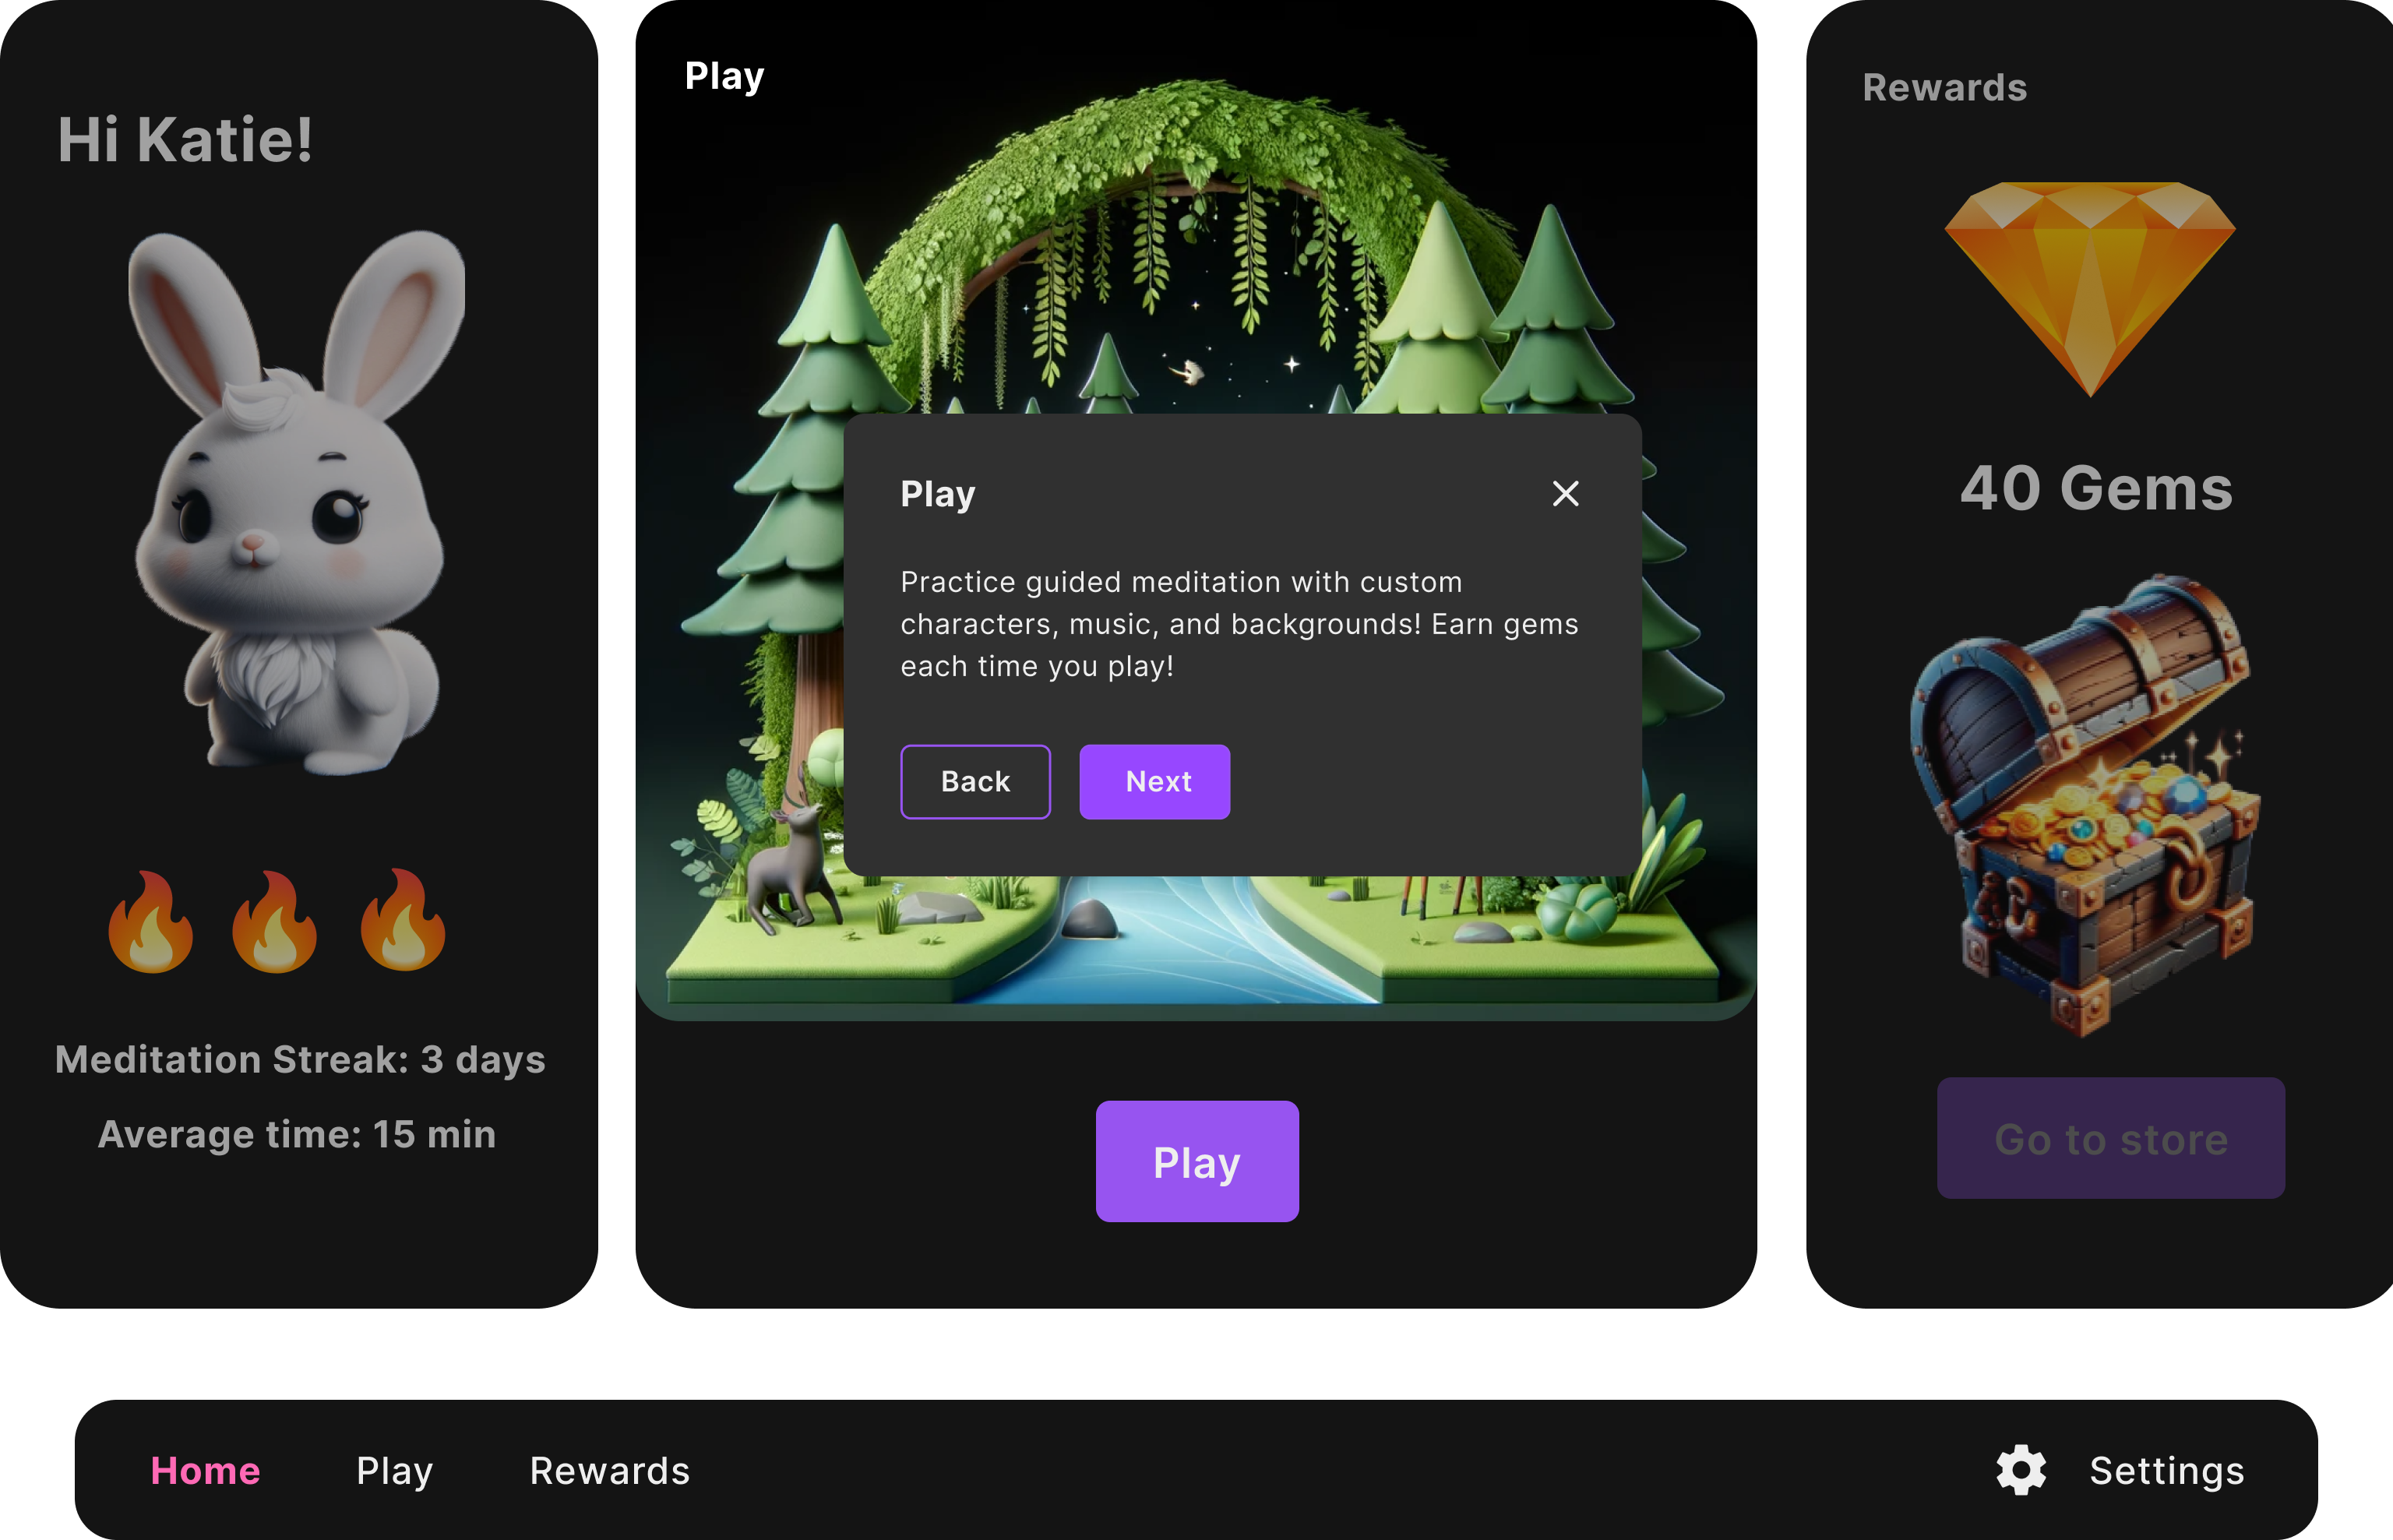 Hi Katie!
Meditation Streak: 3 days
Average time: 15 min
Play
Play
Practice guided meditation with custom
characters, music, and backgrounds! Earn gems
each time you play!
Back
Next
Play
Rewards
40 Gems
Go to store
Home
Play
Rewards
Settings